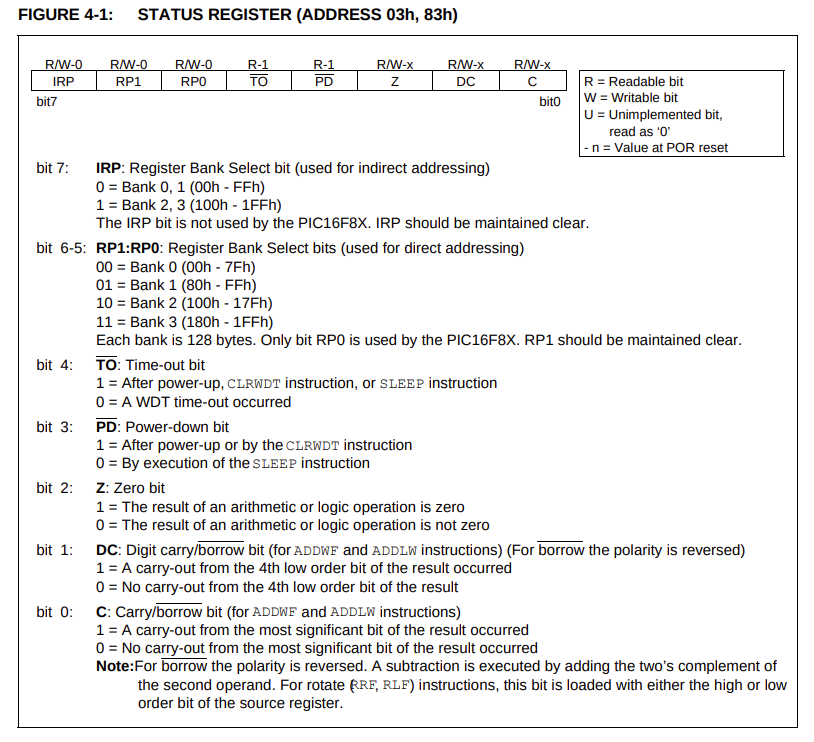 FIGURE 4-1: STATUS REGISTER (ADDRESS 03h, 83h)
R/W-0 R/W-0 R/W-0 R-1 R-1 R/W-x R/W-x R/W-x
IRP RP1 RP0 T̅O̅ P̅D̅ Z DC C
bit7 bit0
R = Readable bit
W = Writable bit
U = Unimplemented bit,
read as ‘0’
- n = Value at POR reset
bit 7: IRP: Register Bank Select bit (used for indirect addressing)
0 = Bank 0, 1 (00h - FFh)
1 = Bank 2, 3 (100h - 1FFh)
The IRP bit is not used by the PIC16F8X. IRP should be maintained clear.
bit 6-5: RP1:RP0: Register Bank Select bits (used for direct addressing)
00 = Bank 0 (00h - 7Fh)
01 = Bank 1 (80h - FFh)
10 = Bank 2 (100h - 17Fh)
11 = Bank 3 (180h - 1FFh)
Each bank is 128 bytes. Only bit RP0 is used by the PIC16F8X. RP1 should be maintained clear.
bit 4: T̅O̅: Time-out bit
1 = After power-up, CLRWDT instruction, or SLEEP instruction
0 = A WDT time-out occurred
bit 3: P̅D̅: Power-down bit
1 = After power-up or by the CLRWDT instruction
0 = By execution of the SLEEP instruction
bit 2: Z: Zero bit
1 = The result of an arithmetic or logic operation is zero
0 = The result of an arithmetic or logic operation is not zero
bit 1: DC: Digit carry/b̅o̅r̅r̅o̅w̅ bit (for ADDWF and ADDLW instructions) (For b̅o̅r̅r̅o̅w̅ the polarity is reversed)
1 = A carry-out from the 4th low order bit of the result occurred
0 = No carry-out from the 4th low order bit of the result
bit 0: C: Carry/b̅o̅r̅r̅o̅w̅ bit (for ADDWF and ADDLW instructions)
1 = A carry-out from the most significant bit of the result occurred
0 = No carry-out from the most significant bit of the result occurred
Note:For b̅o̅r̅r̅o̅w̅ the polarity is reversed. A subtraction is executed by adding the two’s complement of
the second operand. For rotate (RRF, RLF) instructions, this bit is loaded with either the high or low
order bit of the source register.